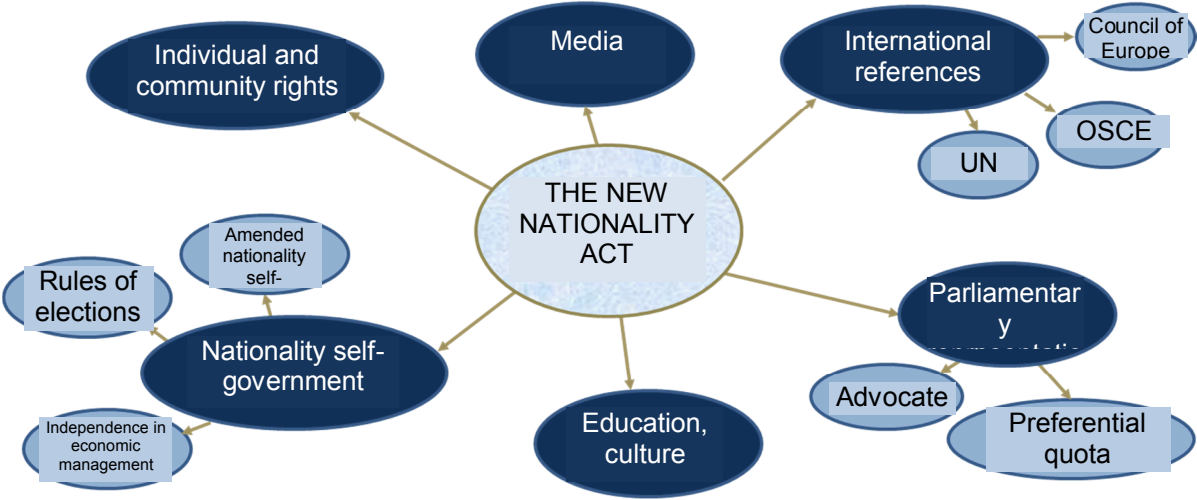 Individual and
community rights
Media
International
references
Council of
Europe
OSCE
UN
THE NEW
NATIONALITY
ACT
Amended
nationality
self-
Rules of
elections
Nationality self-
government
Independence in
economic
management
Education,
culture
Parliamentar
y
Advocate
Preferential
quota